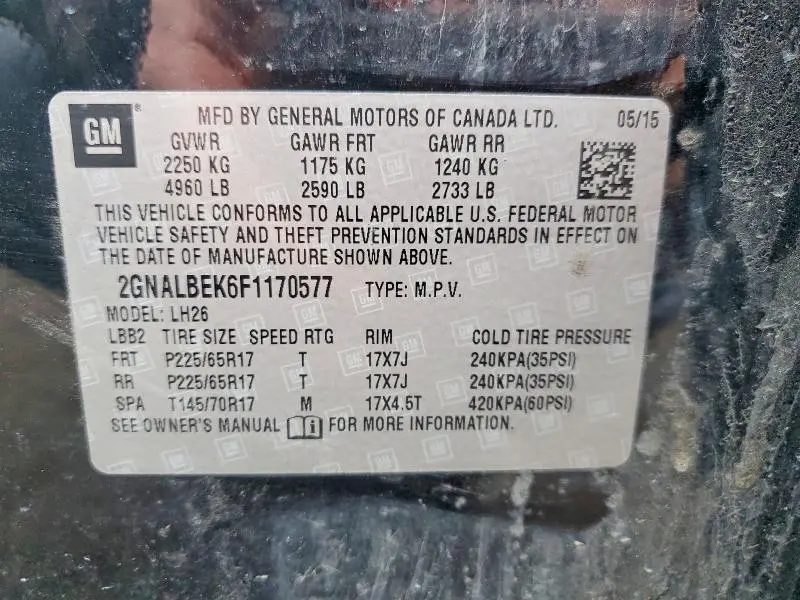 GM® MFD BY GENERAL MOTORS OF CANADA LTD. 05/15
GVWR GAWR FRT GAWR RR
2250 KG 1175 KG 1240 KG
4960 LB 2590 LB 2733 LB
THIS VEHICLE CONFORMS TO ALL APPLICABLE U.S. FEDERAL MOTOR
VEHICLE SAFETY AND THEFT PREVENTION STANDARDS IN EFFECT ON
THE DATE OF MANUFACTURE SHOWN ABOVE.
2GNALBEK6F1170577 TYPE: M.P.V.
MODEL: LH26
LBB2 TIRE SIZE SPEED RTG RIM COLD TIRE PRESSURE
FRT P225/65R17 T 17X7J 240KPA(35PSI)
RR P225/65R17 T 17X7J 240KPA(35PSI)
SPA T145/70R17 M 17X4.5T 420KPA(60PSI)
SEE OWNER'S MANUAL i FOR MORE INFORMATION.